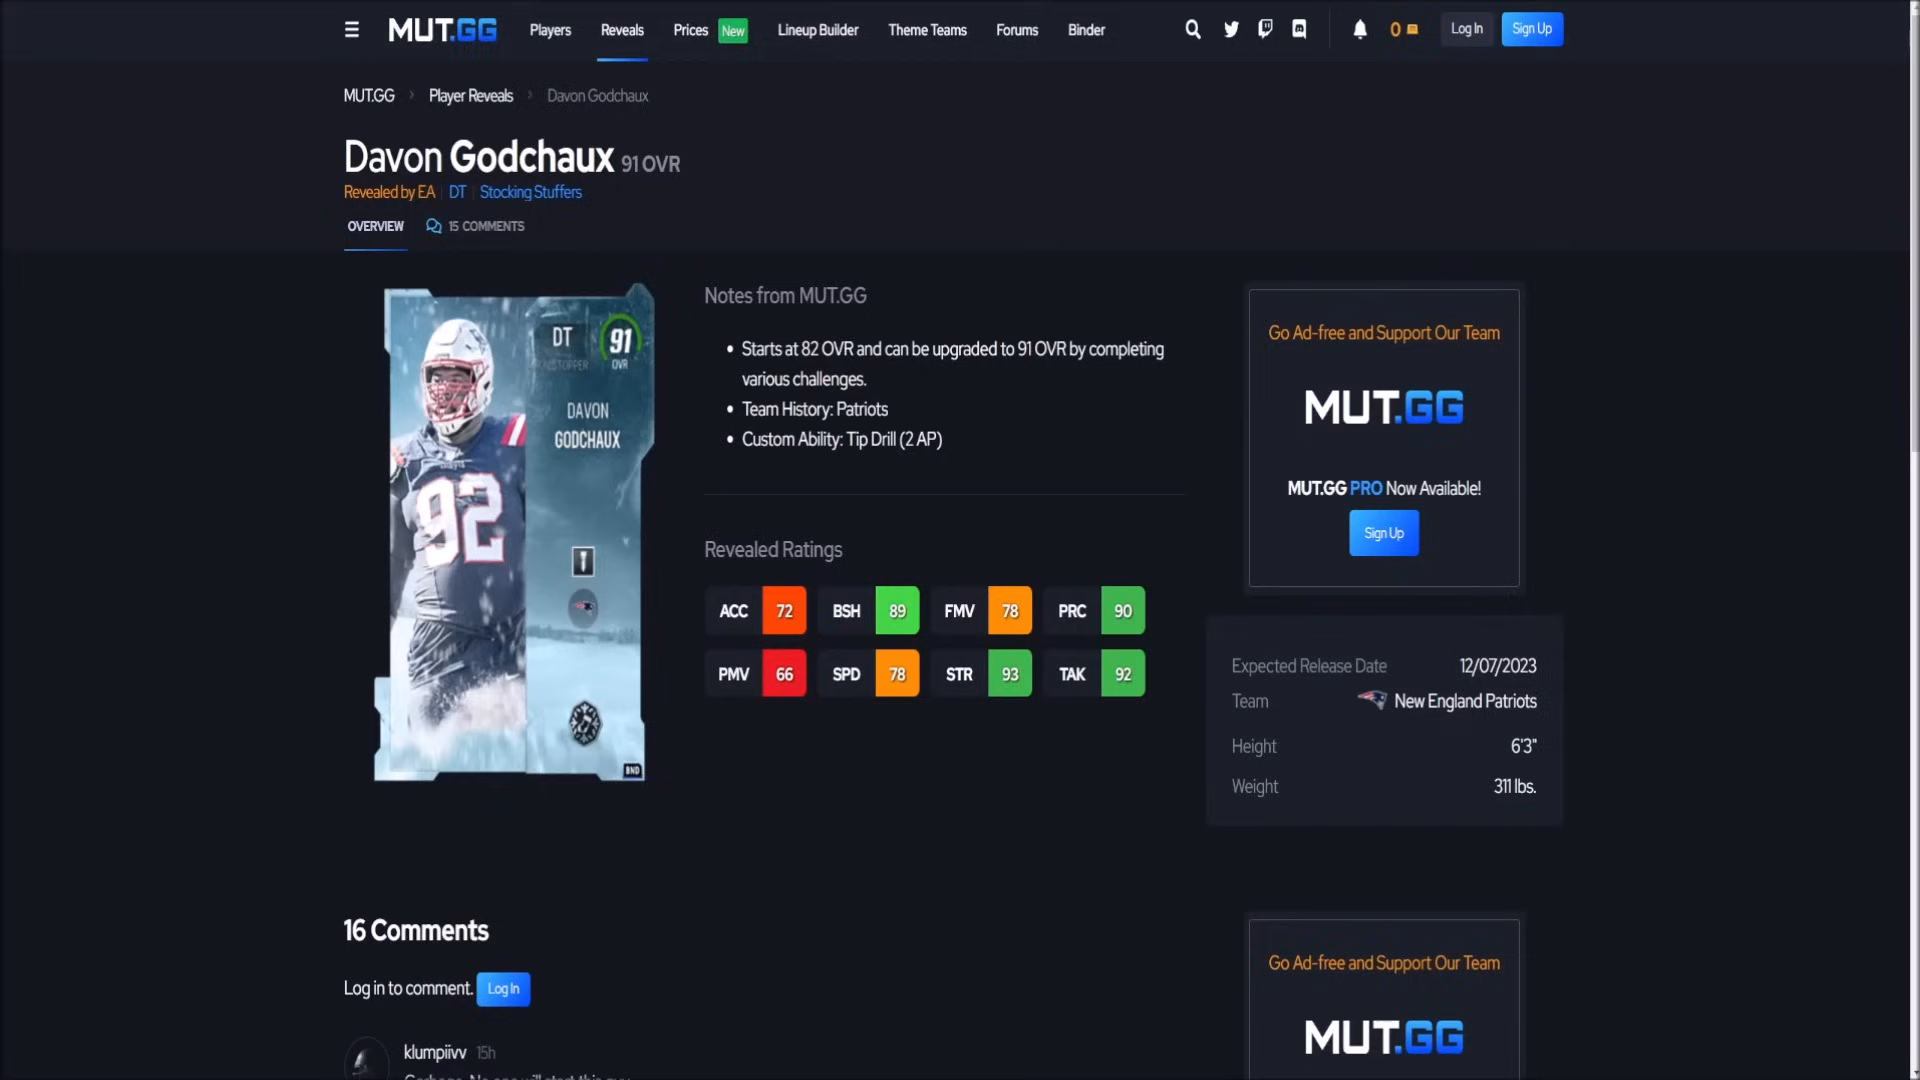 MUT.GG Players Reveals Prices New Lineup Builder Theme Teams Forums Binder 0 Log In Sign Up
MUT.GG Player Reveals Davon Godchaux
Davon Godchaux 91 OVR
Revealed by EA DT Stocking Stuffers
OVERVIEW 15 COMMENTS
DT 91
OVR
DAVON
GODCHAUX
92
BND
Notes from MUT.GG
• Starts at 82 OVR and can be upgraded to 91 OVR by completing
various challenges.
• Team History: Patriots
• Custom Ability: Tip Drill (2 AP)
Revealed Ratings
ACC 72 BSH 89 FMV 78 PRC 90
PMV 66 SPD 78 STR 93 TAK 92
Go Ad-free and Support Our Team
MUT.GG
MUT.GG PRO Now Available!
Sign Up
Expected Release Date 12/07/2023
Team New England Patriots
Height 6'3"
Weight 311 lbs.
16 Comments
Log in to comment. Log In
klumpiivv 15h
Go Ad-free and Support Our Team
MUT.GG